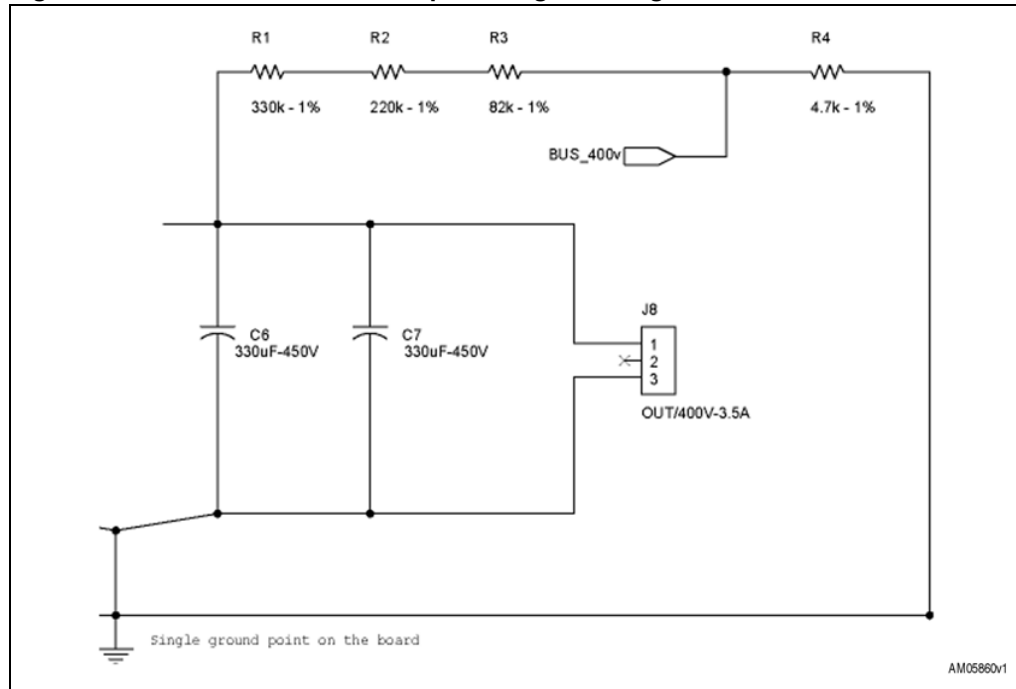 R1 R2 R3 R4
330k - 1% 220k - 1% 82k - 1% 4.7k - 1%
BUS_400v
J8
C6 C7
330uF-450V 330uF-450V
1
2
3
OUT/400V-3.5A
Single ground point on the board
AM05860v1